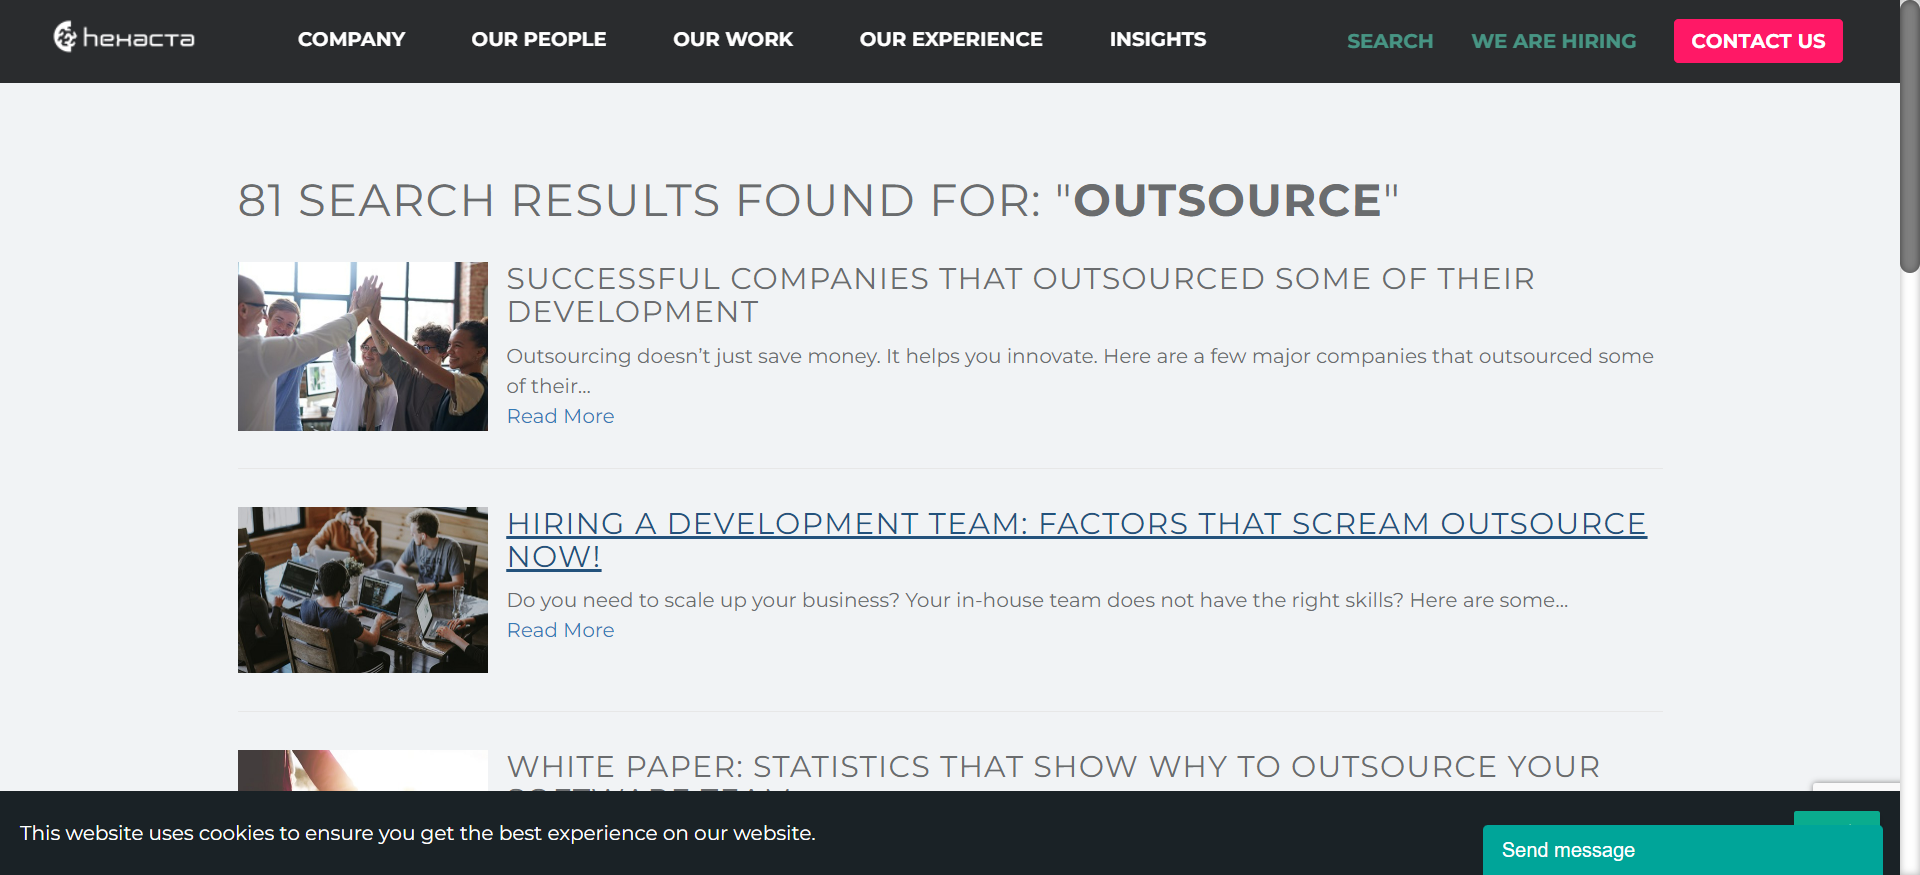 hexacta
COMPANY
OUR PEOPLE
OUR WORK
OUR EXPERIENCE
INSIGHTS
SEARCH
WE ARE HIRING
CONTACT US
81 SEARCH RESULTS FOUND FOR: "OUTSOURCE"
SUCCESSFUL COMPANIES THAT OUTSOURCED SOME OF THEIR
DEVELOPMENT
Outsourcing doesn’t just save money. It helps you innovate. Here are a few major companies that outsourced some
of their...
Read More
HIRING A DEVELOPMENT TEAM: FACTORS THAT SCREAM OUTSOURCE
NOW!
Do you need to scale up your business? Your in-house team does not have the right skills? Here are some...
Read More
WHITE PAPER: STATISTICS THAT SHOW WHY TO OUTSOURCE YOUR
SOFTWARE TEAM
This website uses cookies to ensure you get the best experience on our website.
Send message